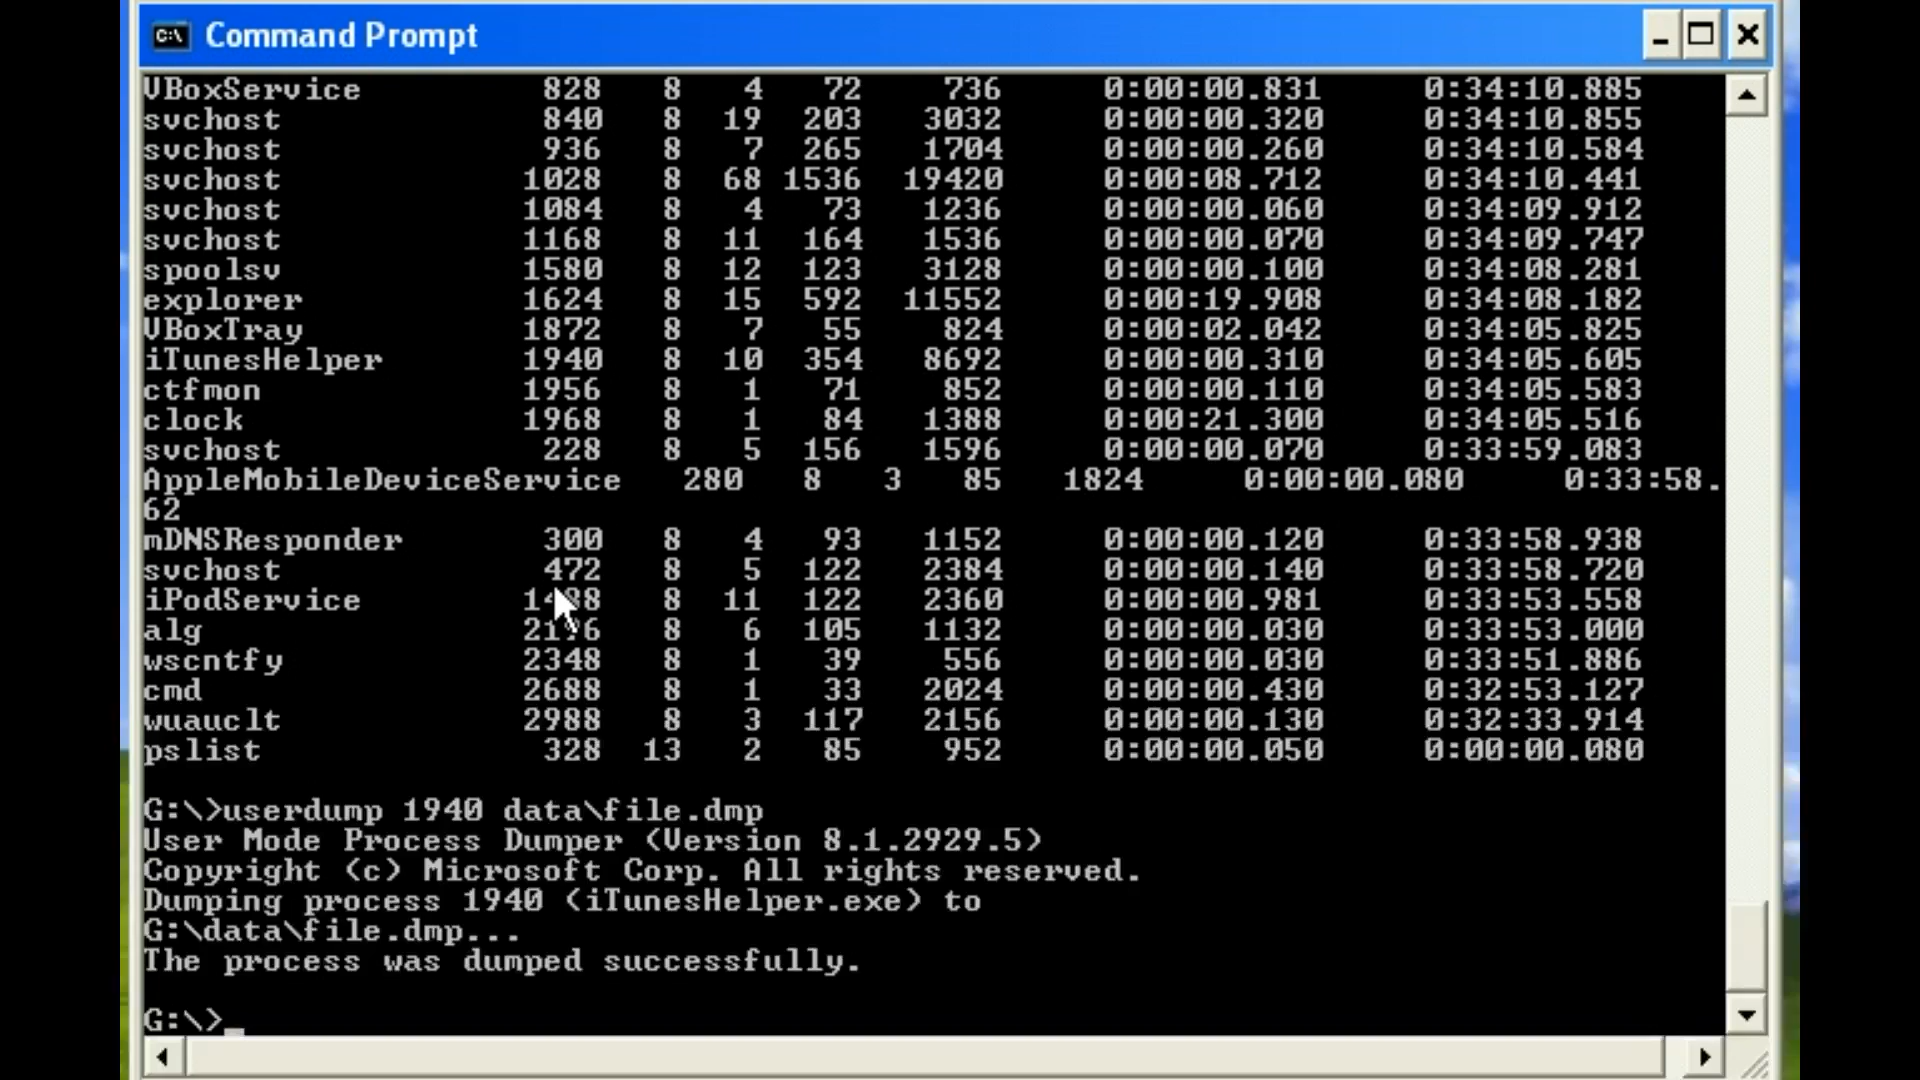 Command Prompt
VBoxService 828 8 4 72 736 0:00:00.831 0:34:10.885
svchost 840 8 19 203 3032 0:00:00.320 0:34:10.855
svchost 936 8 7 265 1704 0:00:00.260 0:34:10.584
svchost 1028 8 68 1536 19420 0:00:08.712 0:34:10.441
svchost 1084 8 4 73 1236 0:00:00.060 0:34:09.912
svchost 1168 8 11 164 1536 0:00:00.070 0:34:09.747
spoolsv 1580 8 12 123 3128 0:00:00.100 0:34:08.281
explorer 1624 8 15 592 11552 0:00:19.908 0:34:08.182
VBoxTray 1872 8 7 55 824 0:00:02.042 0:34:05.825
iTunesHelper 1940 8 10 354 8692 0:00:00.310 0:34:05.605
ctfmon 1956 8 1 71 852 0:00:00.110 0:34:05.583
clock 1968 8 1 84 1388 0:00:21.300 0:34:05.516
svchost 228 8 5 156 1596 0:00:00.070 0:33:59.083
AppleMobileDeviceService 280 8 3 85 1824 0:00:00.080 0:33:58.
62
mDNSResponder 300 8 4 93 1152 0:00:00.120 0:33:58.938
svchost 472 8 5 122 2384 0:00:00.140 0:33:58.720
iPodService 8 11 122 2360 0:00:00.981 0:33:53.558
alg 8 6 105 1132 0:00:00.030 0:33:53.000
wscntfy 2348 8 1 39 556 0:00:00.030 0:33:51.886
cmd 2688 8 1 33 2024 0:00:00.430 0:32:53.127
wuauclt 2988 8 3 117 2156 0:00:00.130 0:32:33.914
pslist 328 13 2 85 952 0:00:00.050 0:00:00.080
G:\>userdump 1940 data\file.dmp
User Mode Process Dumper (Version 8.1.2929.5)
Copyright (c) Microsoft Corp. All rights reserved.
Dumping process 1940 (iTunesHelper.exe) to
G:\data\file.dmp...
The process was dumped successfully.
G:\>_